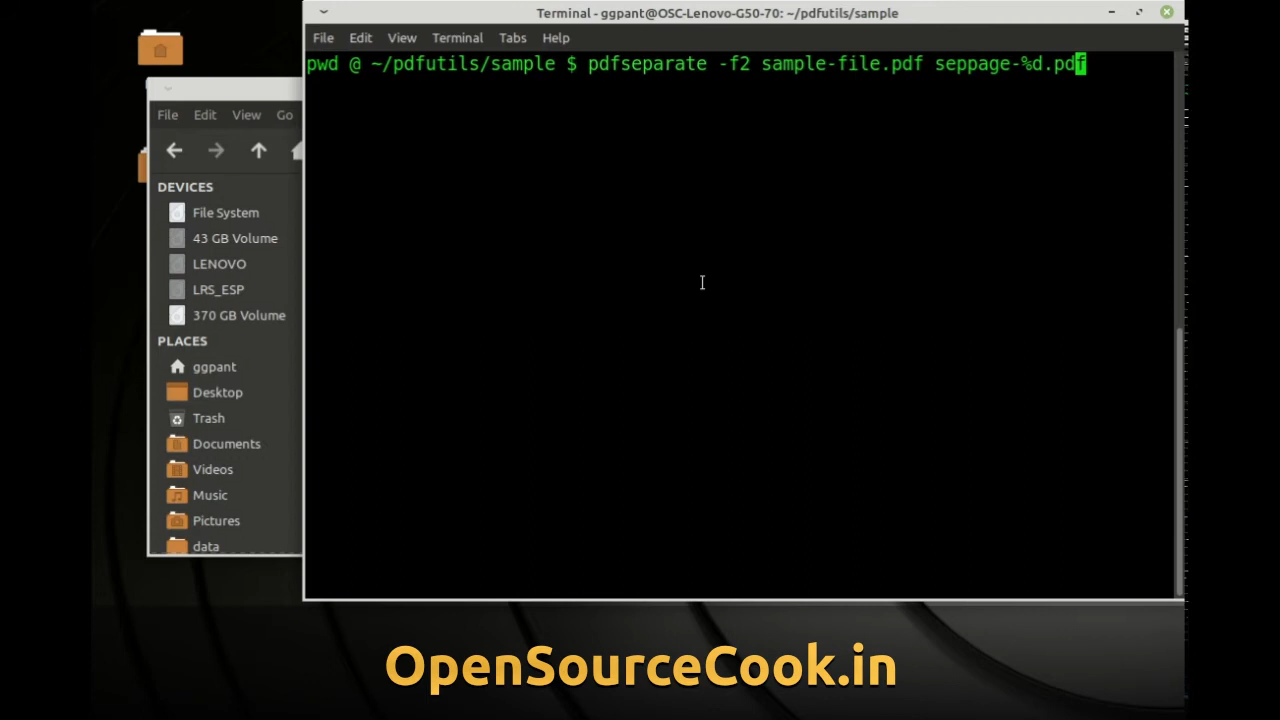 Terminal - ggpant@OSC-Lenovo-G50-70: ~/pdfutils/sample
File Edit View Terminal Tabs Help
pwd @ ~/pdfutils/sample $ pdfseparate -f2 sample-file.pdf seppage-%d.pdf
File Edit View Go
DEVICES
File System
43 GB Volume
LENOVO
LRS_ESP
370 GB Volume
PLACES
ggpant
Desktop
Trash
Documents
Videos
Music
Pictures
data
OpenSourceCook.in